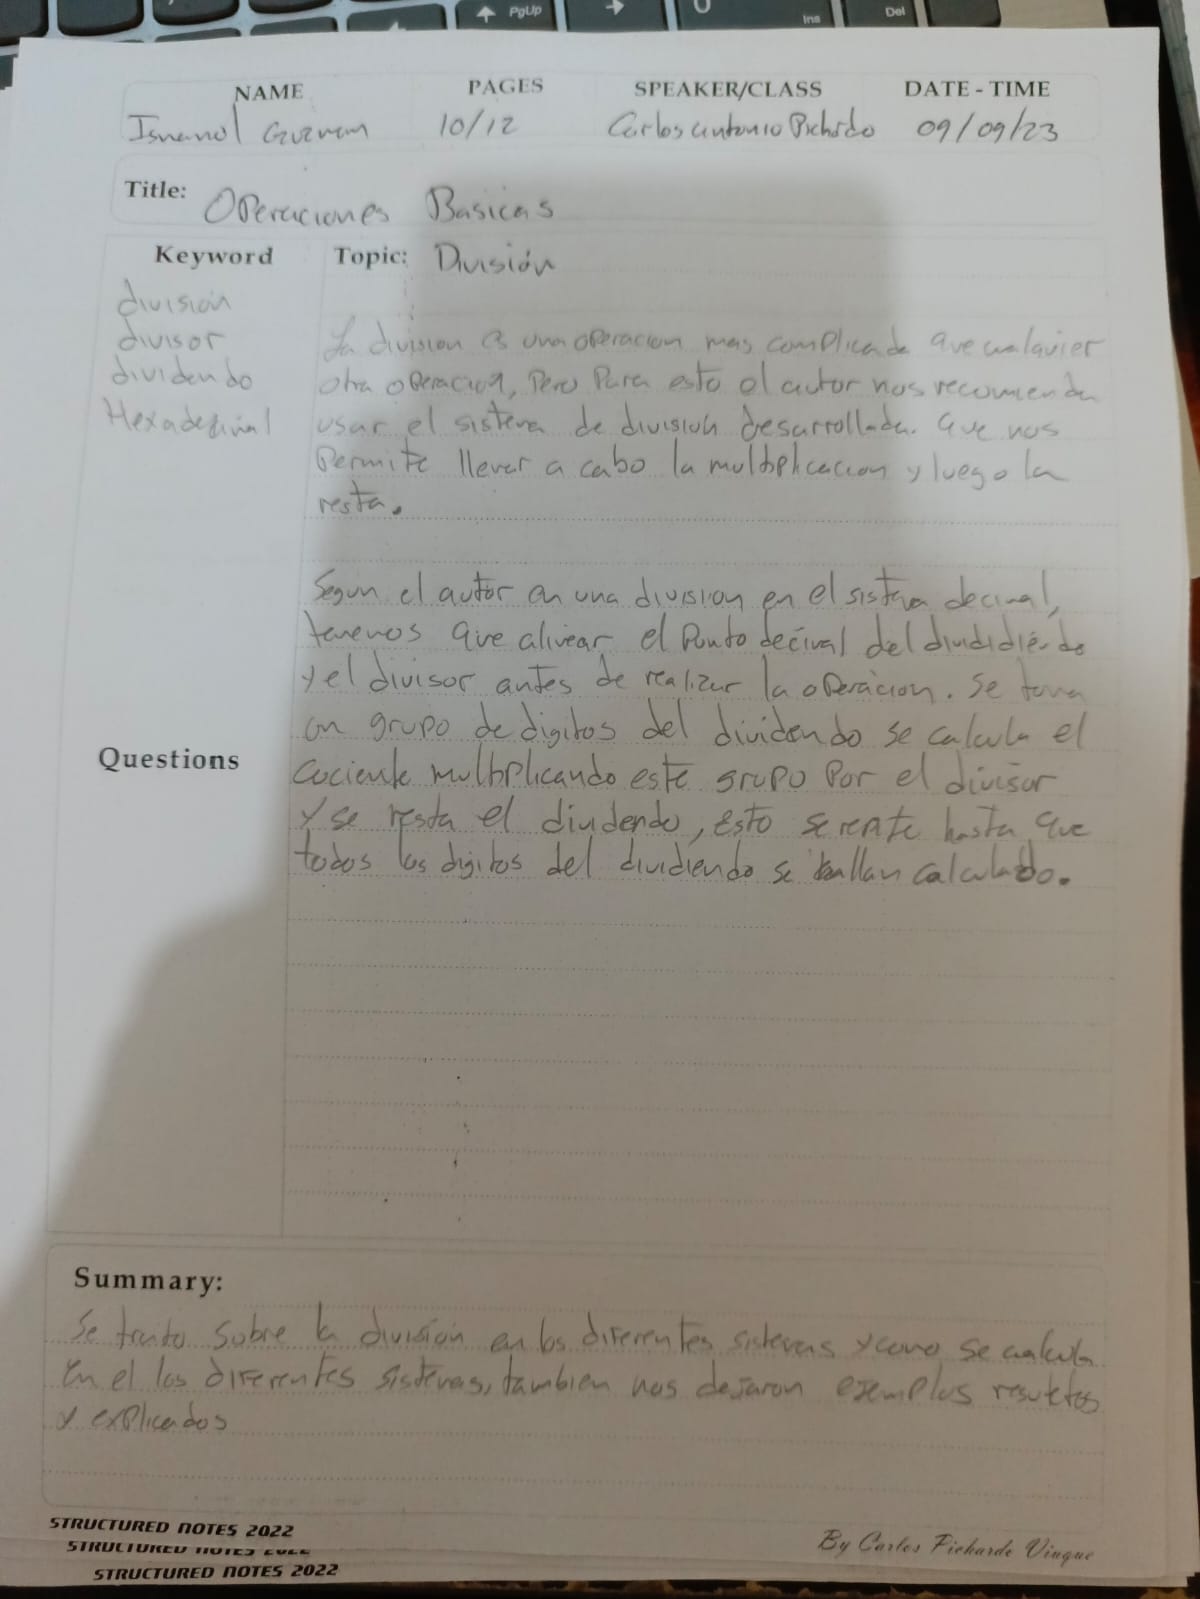 PgUp
Ins
Del
NAME PAGES SPEAKER/CLASS DATE - TIME
Ismanol Guzman 10/12 Carlos Antonio Pichardo 09/09/23
Title: Operaciones Basicas
Keyword Topic: División
división
divisor
dividendo
Hexadecimal
La division es una operacion mas complicada que cualquier
otra operacion, Pero Para esto el autor nos recomienda
usar el sistema de division desarrollada. Que nos
Permite llevar a cabo la multiplicacion y luego la
resta.
Segun el autor en una division en el sistema decimal,
tenemos que alinear el Punto decimal del
y el divisor antes de realizar la operacion. Se toma
un grupo de digitos del dividendo se calcula el
Cociente multiplicando este grupo Por el divisor
Y se resta el dividendo, Esto se repite hasta que
todos los digitos del dividiendo se calculado.
Questions
Summary:
Se trato sobre la división en los diferentes sistemas y como se calcula
En el los diferentes sistemas, tambien nos dejaron ejemplos resueltos
y explicados
STRUCTURED NOTES 2022
By Carlos Pichardo Viuque
STRUCTURED NOTES 2022
STRUCTURED NOTES 2022